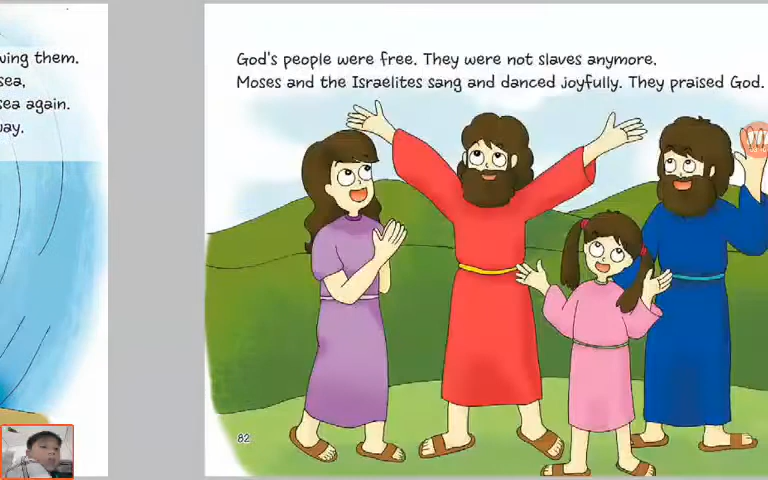 ving them.
sea,
sea again.
way.
God's people were free. They were not slaves anymore.
Moses and the Israelites sang and danced joyfully. They praised God.
82